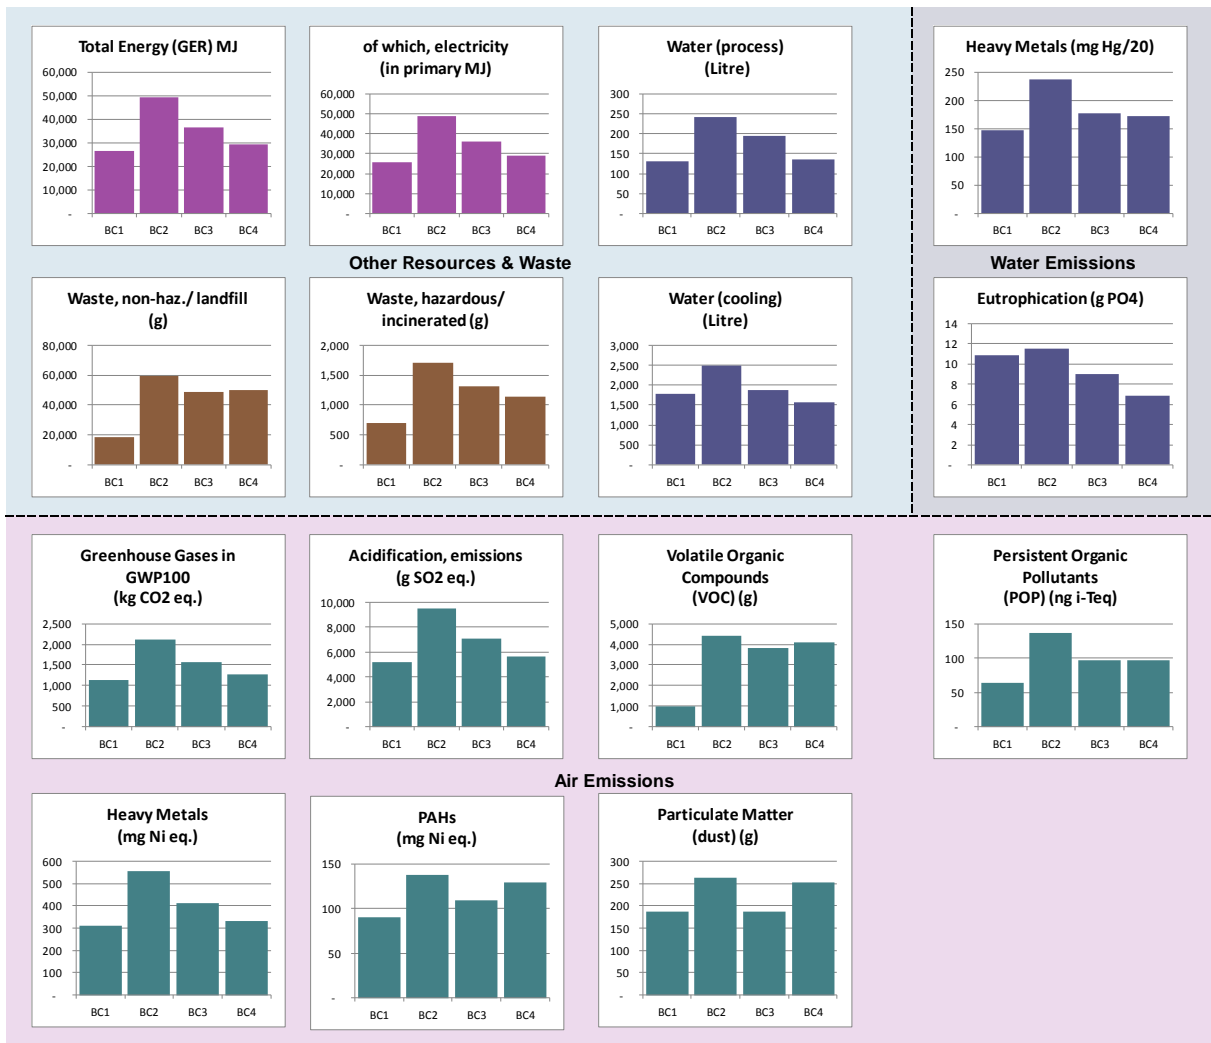 Total Energy (GER) MJ
60,000
50,000
40,000
30,000
20,000
10,000
-
BC1 BC2 BC3 BC4
of which, electricity
(in primary MJ)
60,000
50,000
40,000
30,000
20,000
10,000
-
BC1 BC2 BC3 BC4
Water (process)
(Litre)
300
250
200
150
100
50
-
BC1 BC2 BC3 BC4
Heavy Metals (mg Hg/20)
250
200
150
100
50
-
BC1 BC2 BC3 BC4
Other Resources & Waste
Water Emissions
Waste, non-haz./ landfill
(g)
80,000
60,000
40,000
20,000
-
BC1 BC2 BC3 BC4
Waste, hazardous/
incinerated (g)
2,000
1,500
1,000
500
-
BC1 BC2 BC3 BC4
Water (cooling)
(Litre)
3,000
2,500
2,000
1,500
1,000
500
-
BC1 BC2 BC3 BC4
Eutrophication (g PO4)
14
12
10
8
6
4
2
-
BC1 BC2 BC3 BC4
Greenhouse Gases in
GWP100
(kg CO2 eq.)
2,500
2,000
1,500
1,000
500
-
BC1 BC2 BC3 BC4
Acidification, emissions
(g SO2 eq.)
10,000
8,000
6,000
4,000
2,000
-
BC1 BC2 BC3 BC4
Volatile Organic
Compounds
(VOC) (g)
5,000
4,000
3,000
2,000
1,000
-
BC1 BC2 BC3 BC4
Persistent Organic
Pollutants
(POP) (ng i-Teq)
150
100
50
-
BC1 BC2 BC3 BC4
Air Emissions
Heavy Metals
(mg Ni eq.)
600
500
400
300
200
100
-
BC1 BC2 BC3 BC4
PAHs
(mg Ni eq.)
150
100
50
-
BC1 BC2 BC3 BC4
Particulate Matter
(dust) (g)
300
250
200
150
100
50
-
BC1 BC2 BC3 BC4